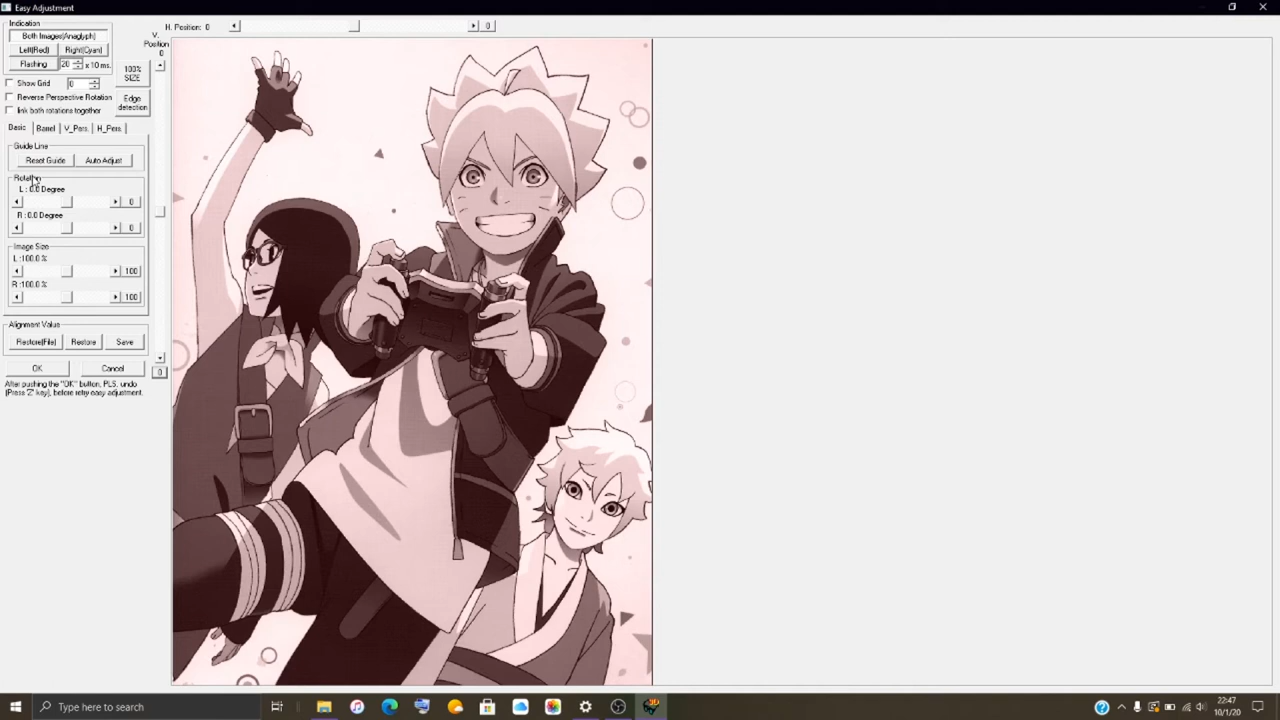 Easy Adjustment
Indication
Both Images(Anaglyph)
Left(Red) Right(Cyan)
Flashing 20 x 10 ms.
Show Grid 0
Reverse Perspective Rotation
link both rotations together
V. Position 0
100% SIZE
Edge detection
H. Position: 0
0
Basic Barrel V_Pers. H_Pers.
Guide Line
Reset Guide Auto Adjust
Rotation
L : 0.0 Degree
0
R : 0.0 Degree
0
Image Size
L :100.0 %
100
R :100.0 %
100
Alignment Value
Restore(File) Restore Save
OK Cancel
0
After pushing the "OK" button, PLS, undo
(Press 'Z' key), before retry easy adjustment.
Type here to search
22:47
10/1/20